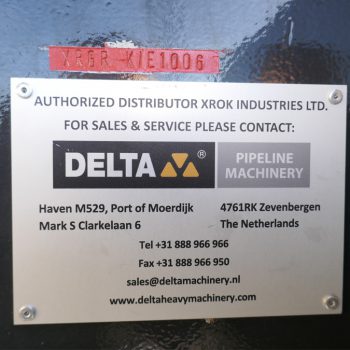 XRGR-XIE1006
AUTHORIZED DISTRIBUTOR XROK INDUSTRIES LTD.
FOR SALES & SERVICE PLEASE CONTACT:
DELTA ® PIPELINE
MACHINERY
Haven M529, Port of Moerdijk 4761RK Zevenbergen
Mark S Clarkelaan 6 The Netherlands
Tel +31 888 966 966
Fax +31 888 966 950
sales@deltamachinery.nl
www.deltaheavymachinery.com